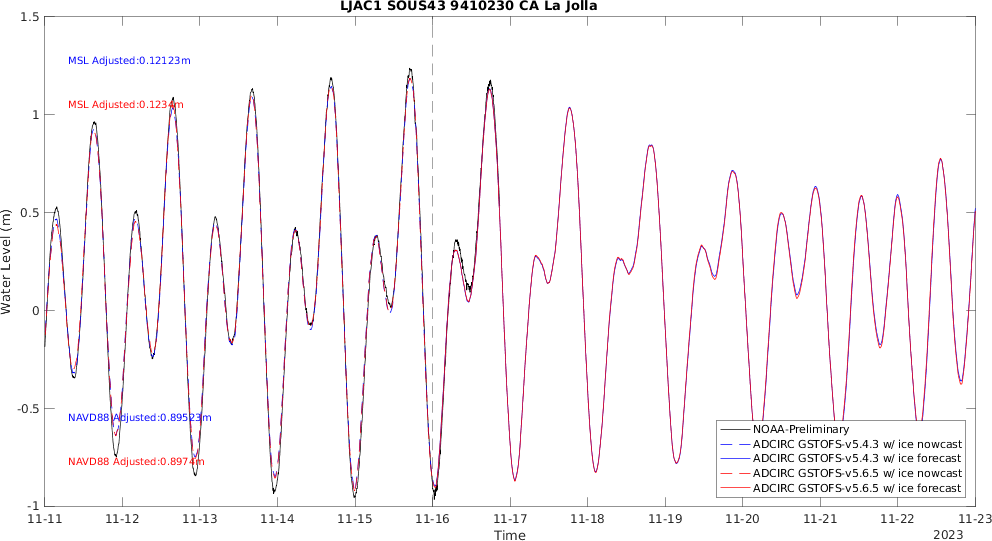 LJAC1 SOUS43 9410230 CA La Jolla
1.5
1
0.5
0
-0.5
-1
Water Level (m)
MSL Adjusted:0.12123m
MSL Adjusted:0.1234m
NAVD88 Adjusted:0.89523m
NAVD88 Adjusted:0.8974m
NOAA-Preliminary
ADCIRC GSTOFS-v5.4.3 w/ ice nowcast
ADCIRC GSTOFS-v5.4.3 w/ ice forecast
ADCIRC GSTOFS-v5.6.5 w/ ice nowcast
ADCIRC GSTOFS-v5.6.5 w/ ice forecast
11-11 11-12 11-13 11-14 11-15 11-16 11-17 11-18 11-19 11-20 11-21 11-22 11-23
Time
2023